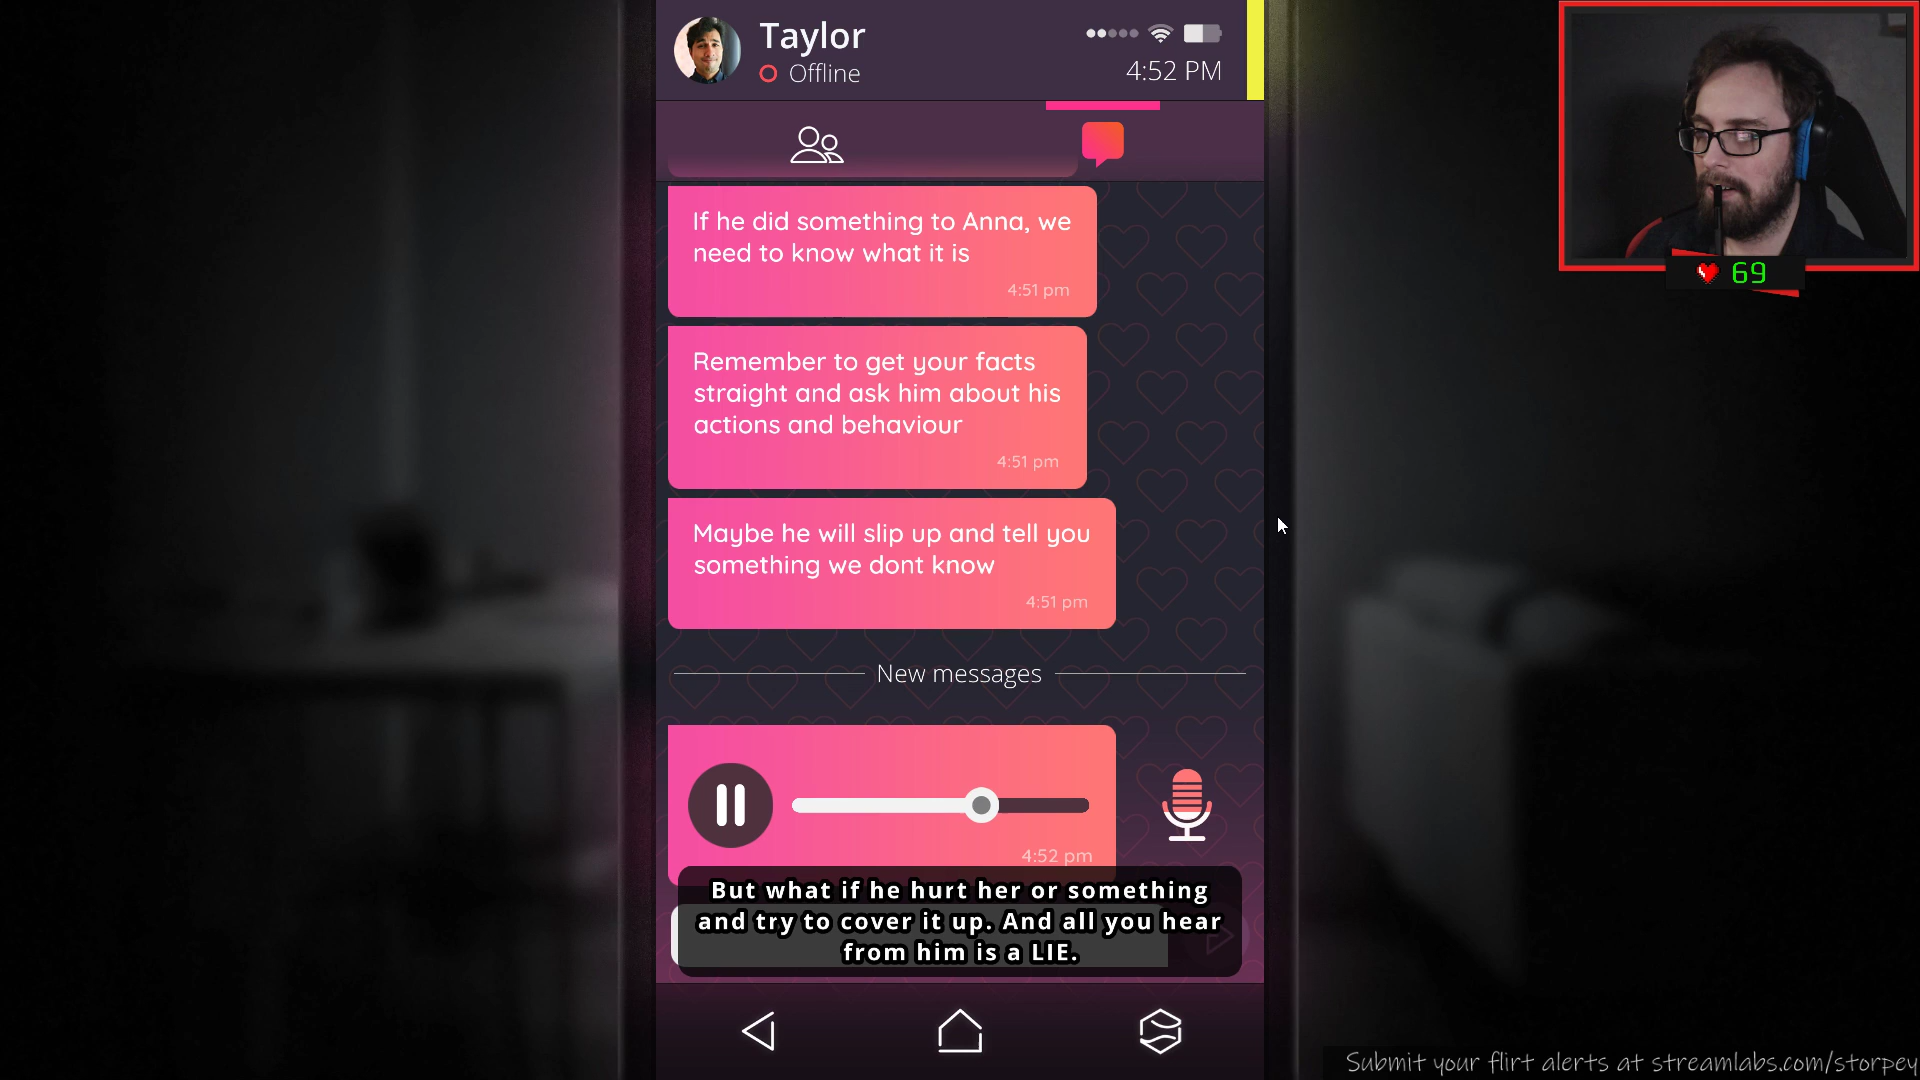 Taylor
Offline
4:52 PM
If he did something to Anna, we
need to know what it is
4:51 pm
Remember to get your facts
straight and ask him about his
actions and behaviour
4:51 pm
Maybe he will slip up and tell you
something we dont know
4:51 pm
New messages
4:52 pm
But what if he hurt her or something
and try to cover it up. And all you hear
from him is a LIE.
69
Submit your flirt alerts at streamlabs.com/storpey